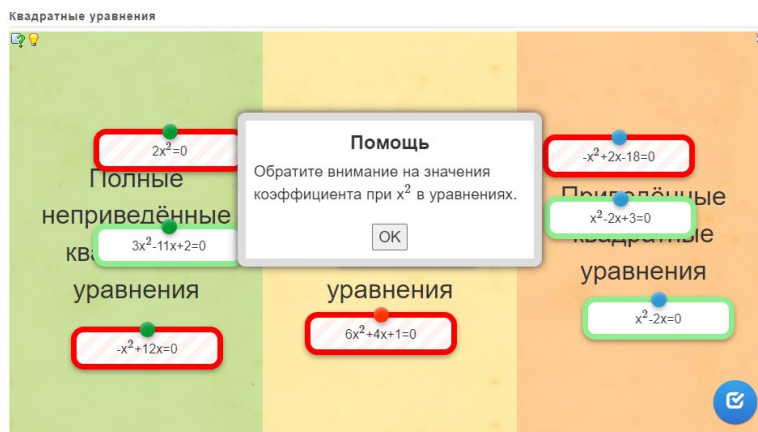 Квадратные уравнения
2x²=0
Полные
неприведённые
3x²-11x+2=0
уравнения
-x²+12x=0
Помощь
Обратите внимание на значения
коэффициента при x² в уравнениях.
OK
уравнения
6x²+4x+1=0
-x²+2x-18=0
Приведённые
x²-2x+3=0
квадратные
уравнения
x²-2x=0